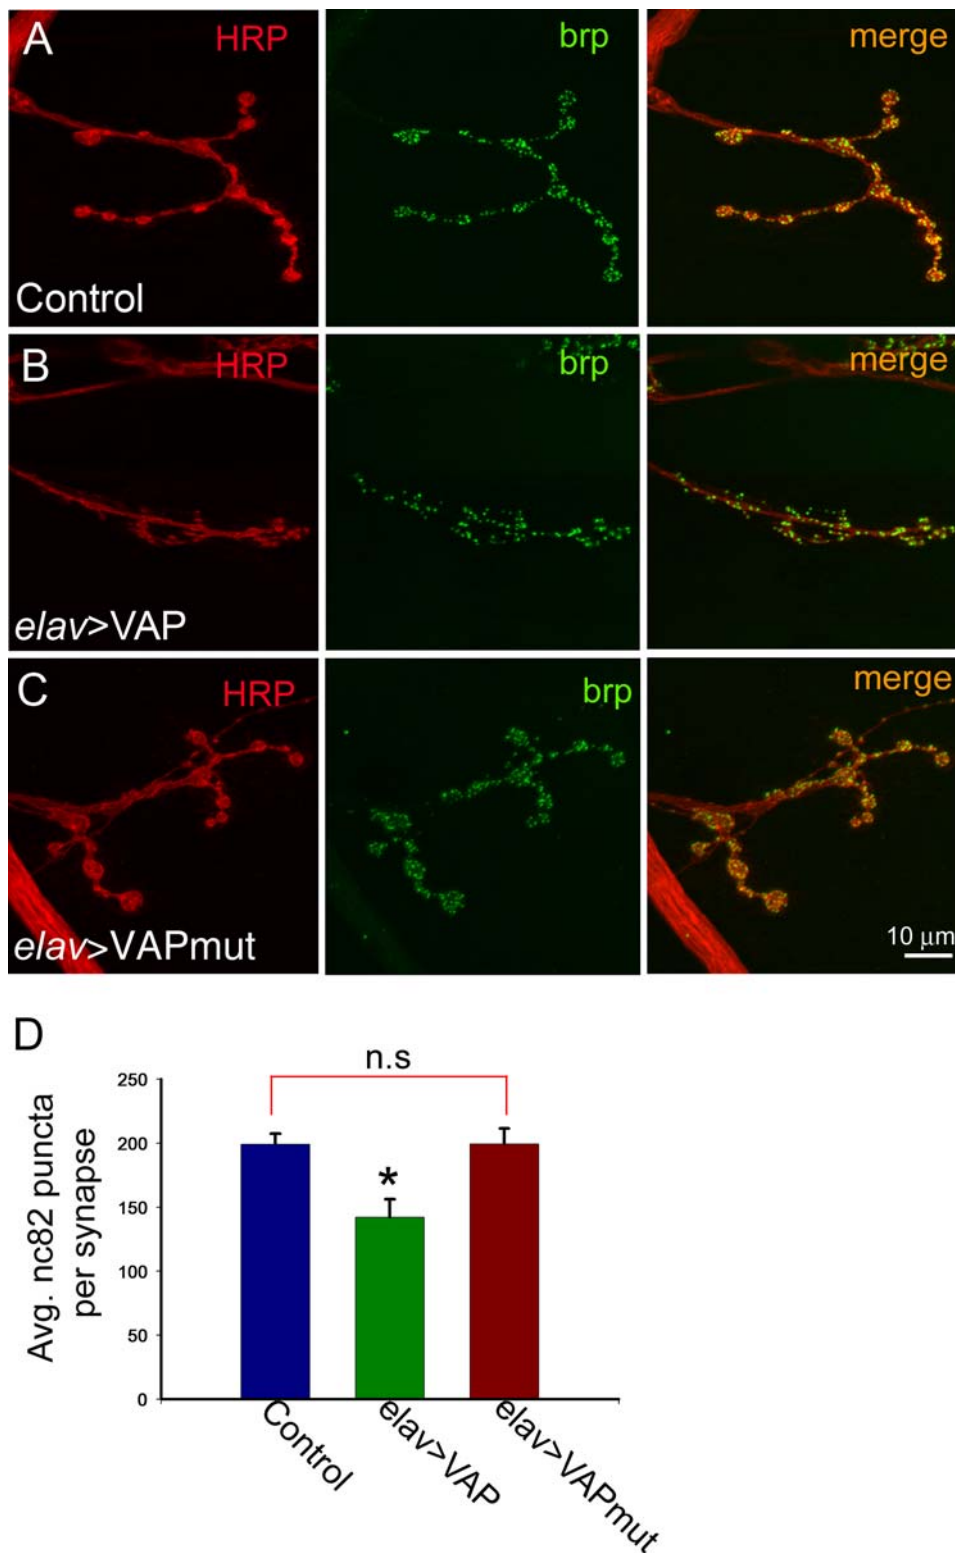 A HRP brp merge
Control
B HRP brp merge
elav>VAP
C HRP brp merge
elav>VAPmut
10 μm
D
n.s
250
200
150
100
50
0
*
Avg. nc82 puncta
per synapse
Control
elav>VAP
elav>VAPmut